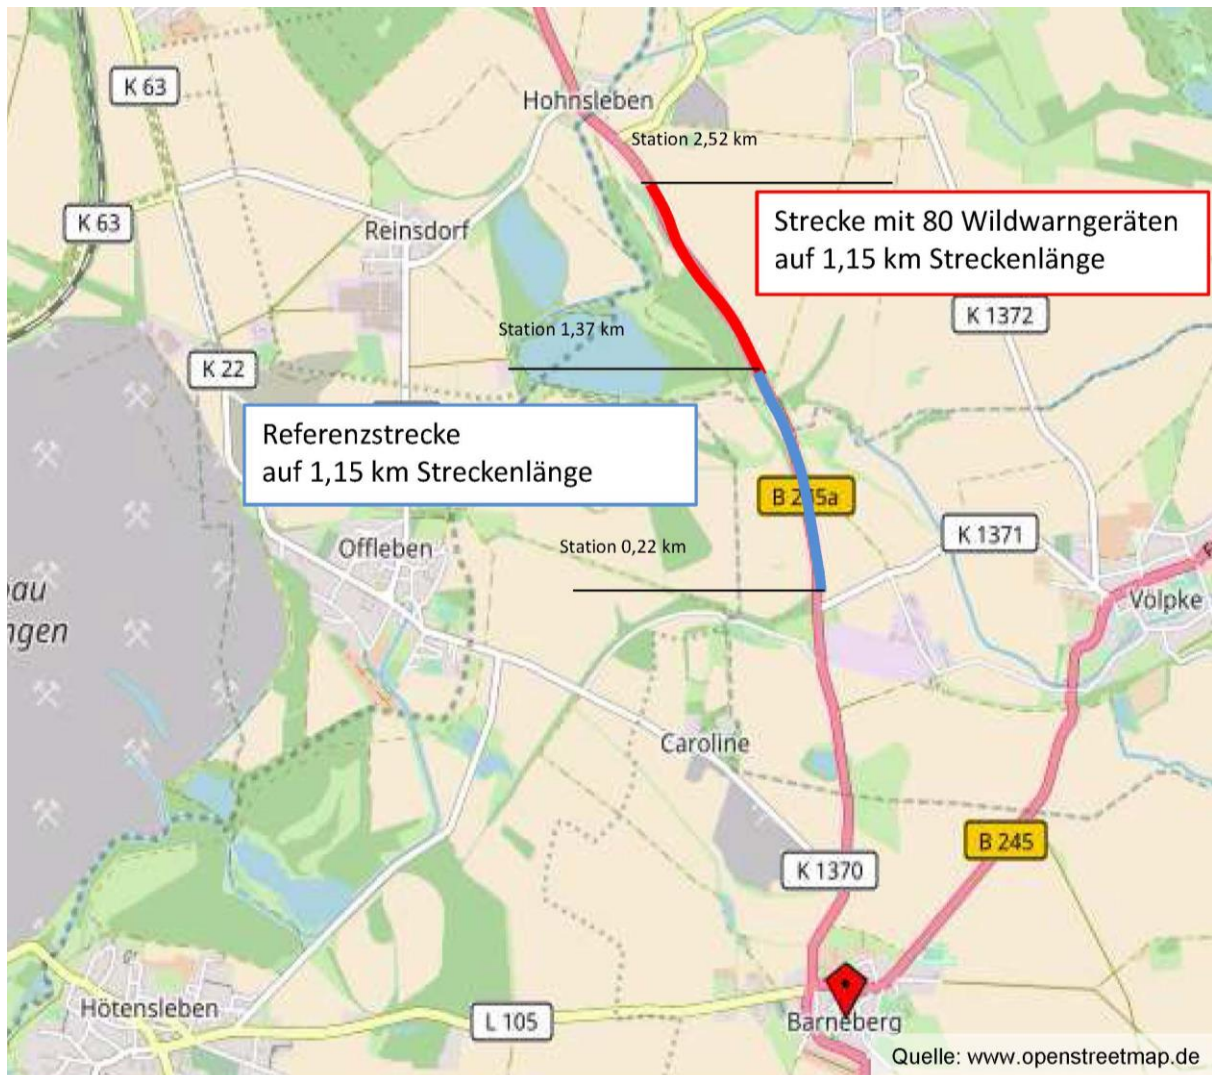 K 63
Hohnsleben
Station 2,52 km
K 63
Reinsdorf
Strecke mit 80 Wildwarngeräten
auf 1,15 km Streckenlänge
K 1372
Station 1,37 km
K 22
Referenzstrecke
auf 1,15 km Streckenlänge
B 245a
K 1371
Offleben
Station 0,22 km
Völpke
Caroline
B 245
K 1370
Hötensleben
L 105
Barneberg
Quelle: www.openstreetmap.de